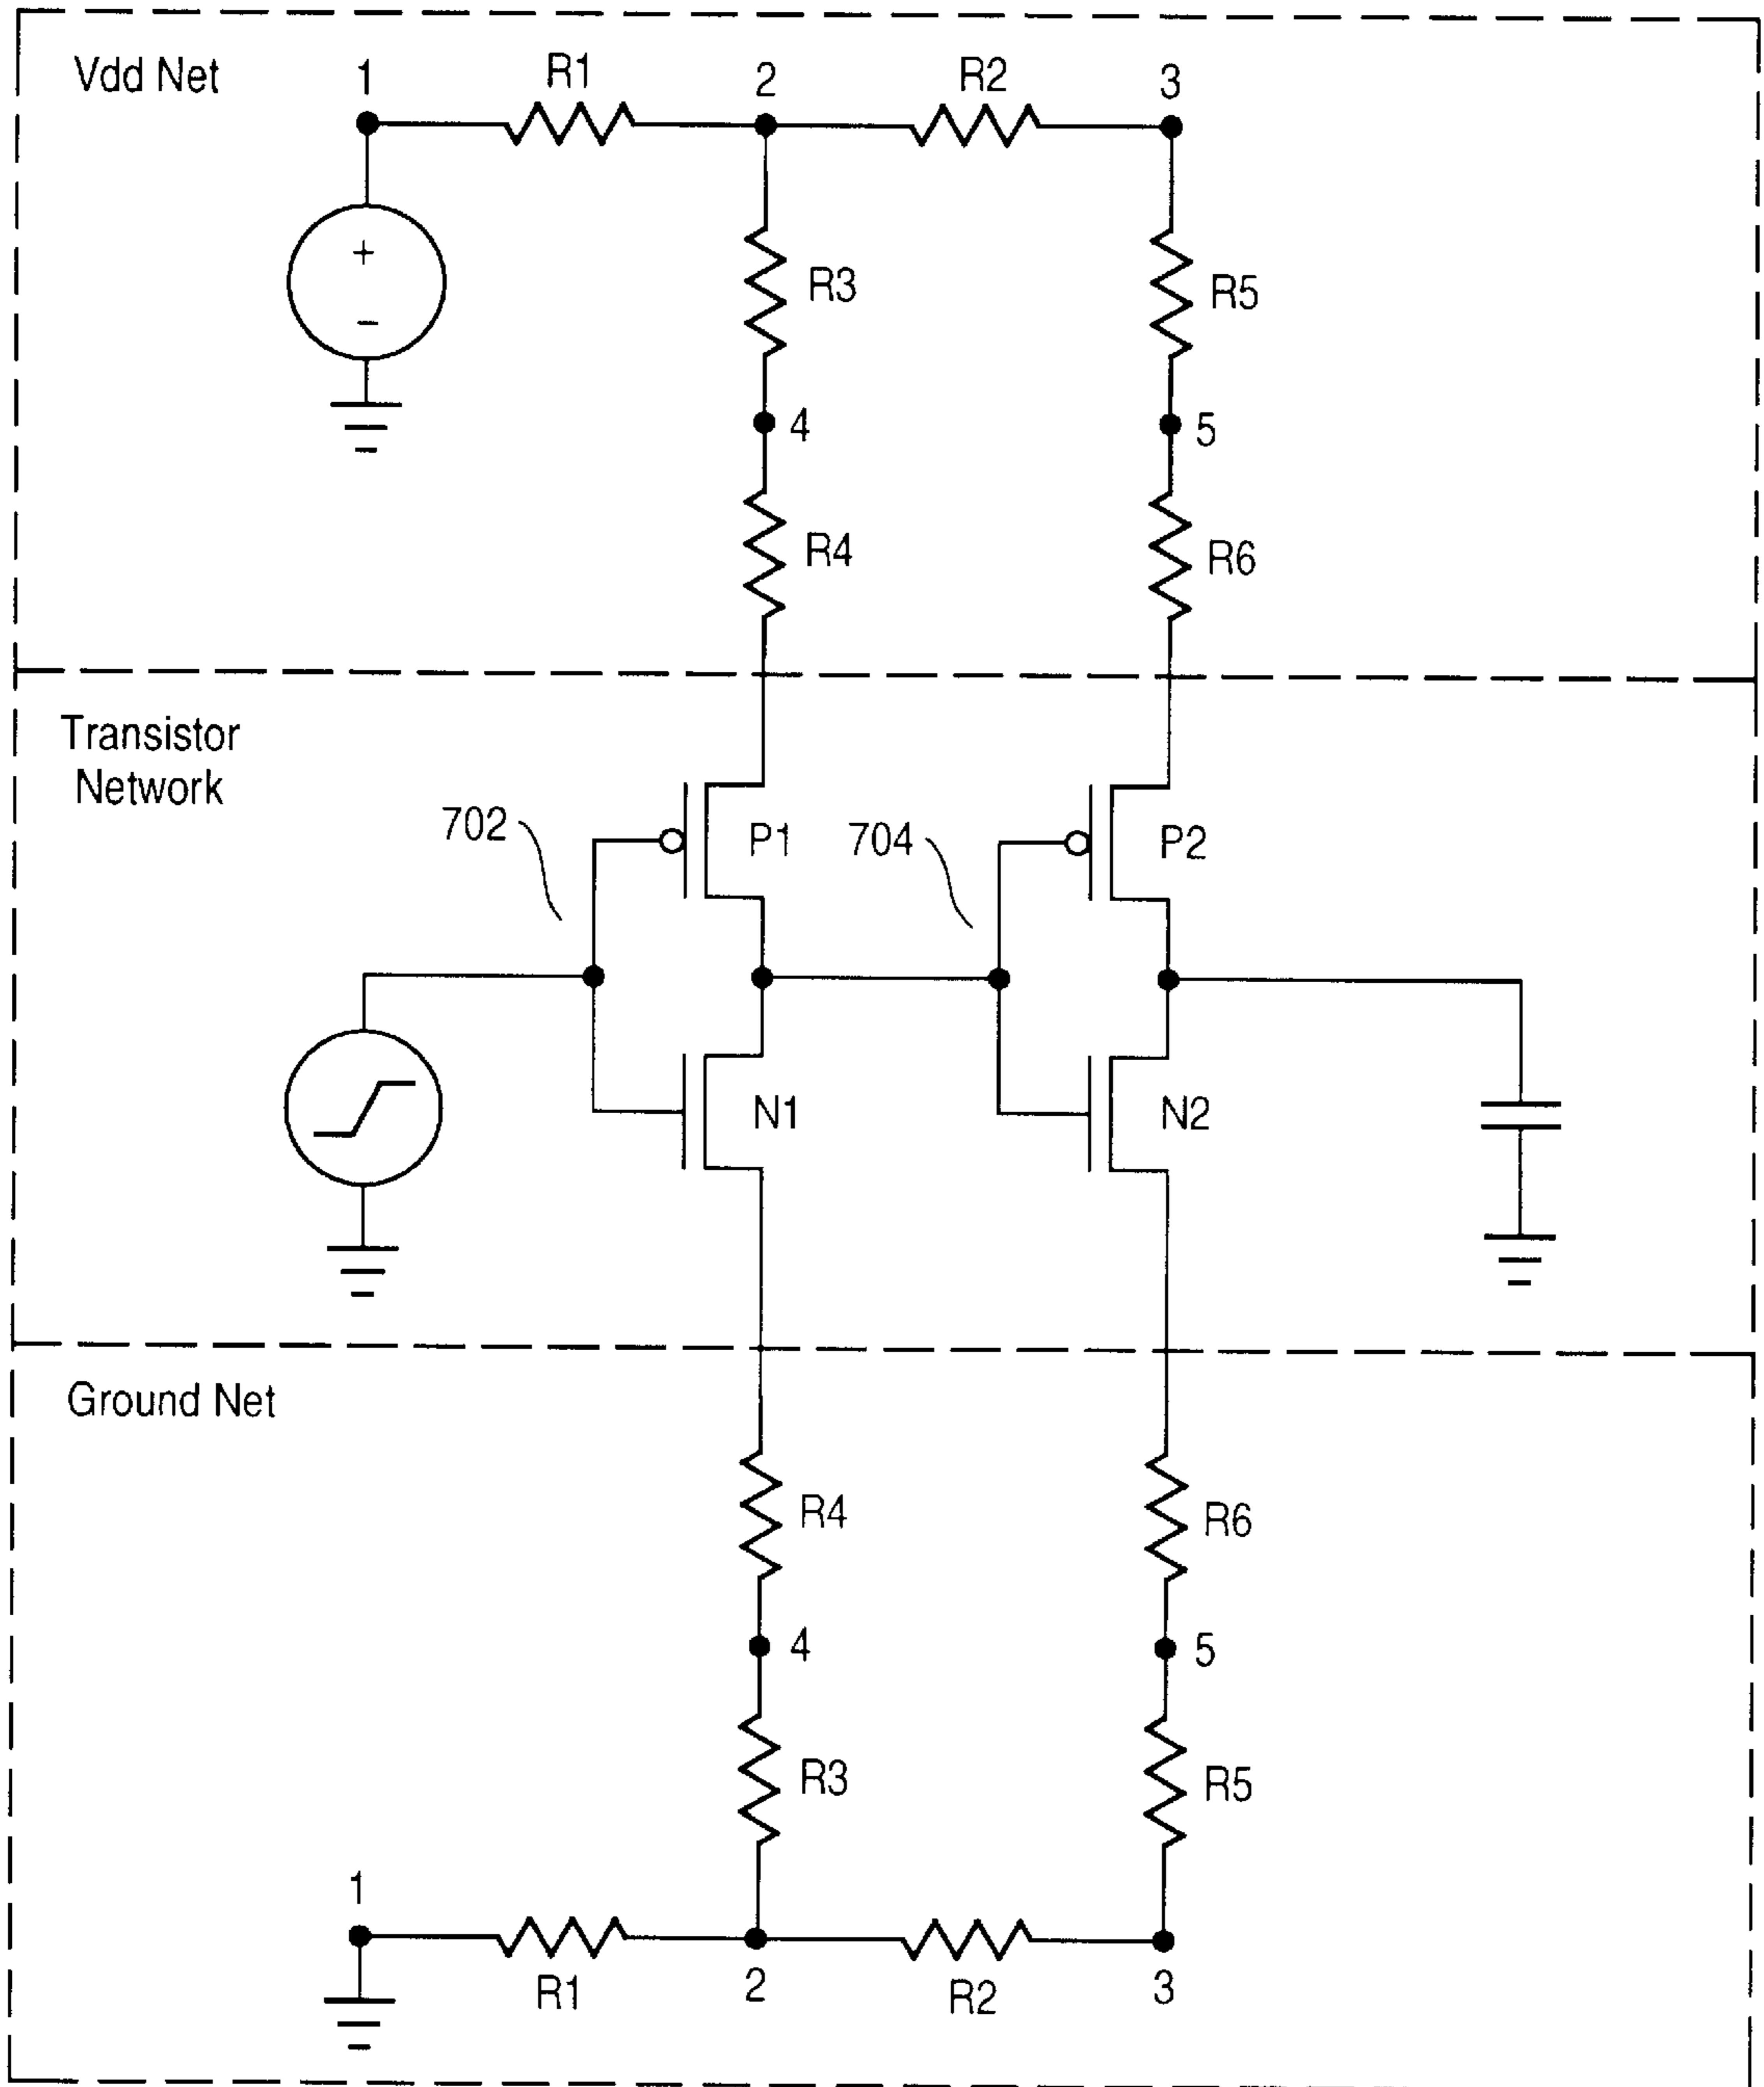 Vdd Net
1
R1
2
R2
3
+
−
R3
R5
4
5
R4
R6
Transistor
Network
702
P1
704
P2
N1
N2
Ground Net
R4
R6
4
5
R3
R5
1
R1
2
R2
3